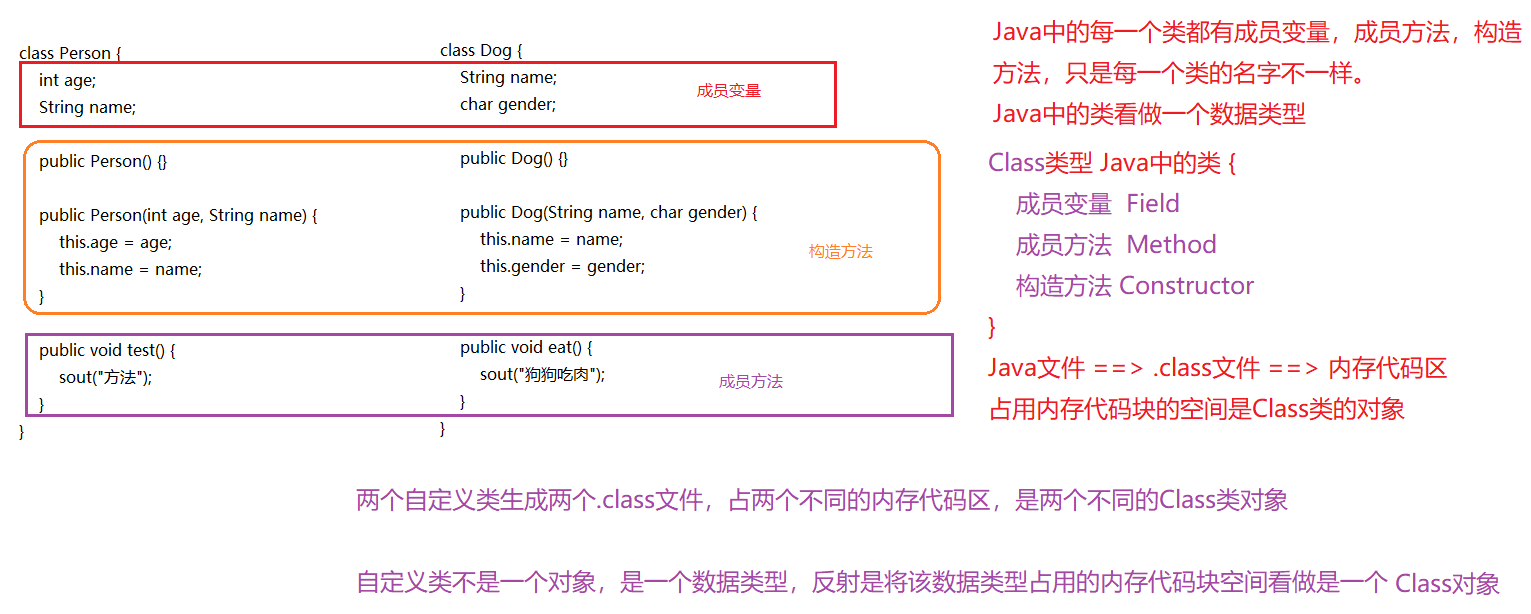 class Person {
int age;
String name;
public Person() {}
public Person(int age, String name) {
this.age = age;
this.name = name;
}
public void test() {
sout("方法");
}
}
class Dog {
String name;
char gender;
public Dog() {}
public Dog(String name, char gender) {
this.name = name;
this.gender = gender;
}
public void eat() {
sout("狗狗吃肉");
}
}
成员变量
构造方法
成员方法
Java中的每一个类都有成员变量，成员方法，构造
方法，只是每一个类的名字不一样。
Java中的类看做一个数据类型
Class类型 Java中的类 {
成员变量 Field
成员方法 Method
构造方法 Constructor
}
Java文件 ==> .class文件 ==> 内存代码区
占用内存代码块的空间是Class类的对象
两个自定义类生成两个.class文件，占两个不同的内存代码区，是两个不同的Class类对象
自定义类不是一个对象，是一个数据类型，反射是将该数据类型占用的内存代码块空间看做是一个 Class对象